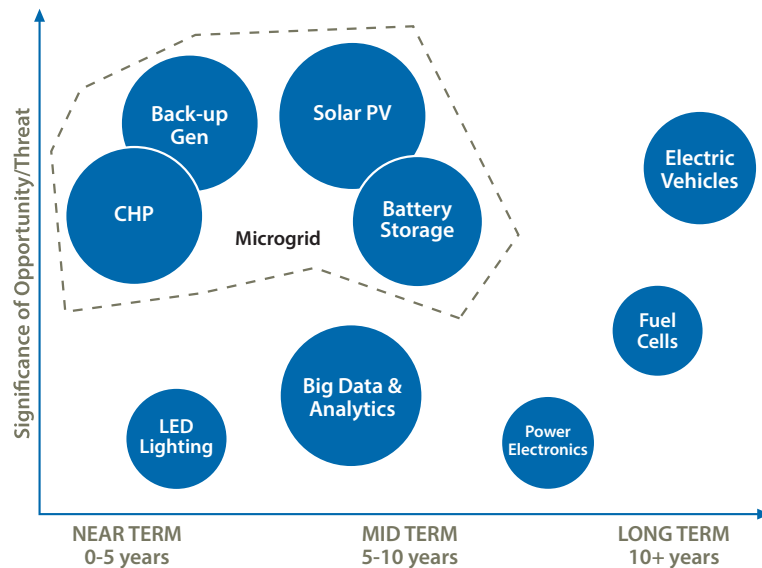 Significance of Opportunity/Threat
Back-up
Gen
Solar PV
Electric
Vehicles
CHP
Battery
Storage
Microgrid
Fuel
Cells
Big Data &
Analytics
LED
Lighting
Power
Electronics
NEAR TERM
0-5 years
MID TERM
5-10 years
LONG TERM
10+ years